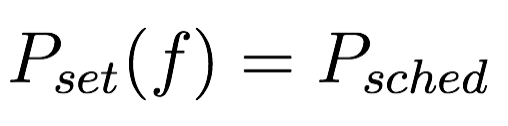 P_{set}(f) = P_{sched}